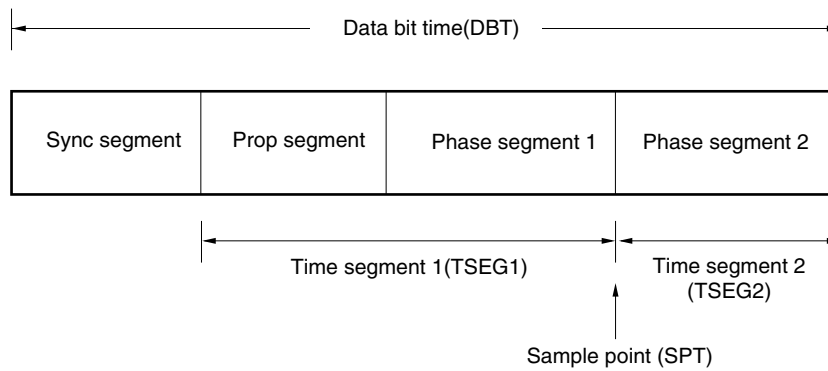 Data bit time(DBT)
Sync segment
Prop segment
Phase segment 1
Phase segment 2
Time segment 1(TSEG1)
Time segment 2
(TSEG2)
Sample point (SPT)